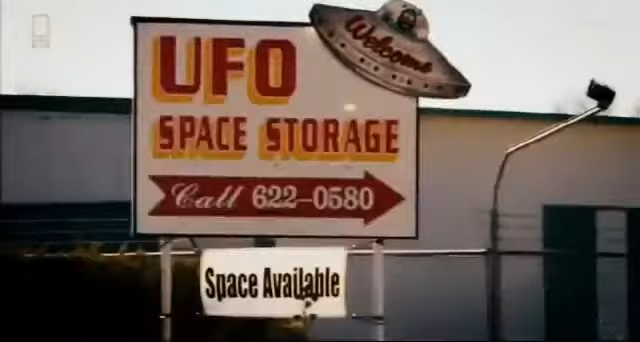 Welcome
UFO
SPACE STORAGE
Call 622-0580
Space Available